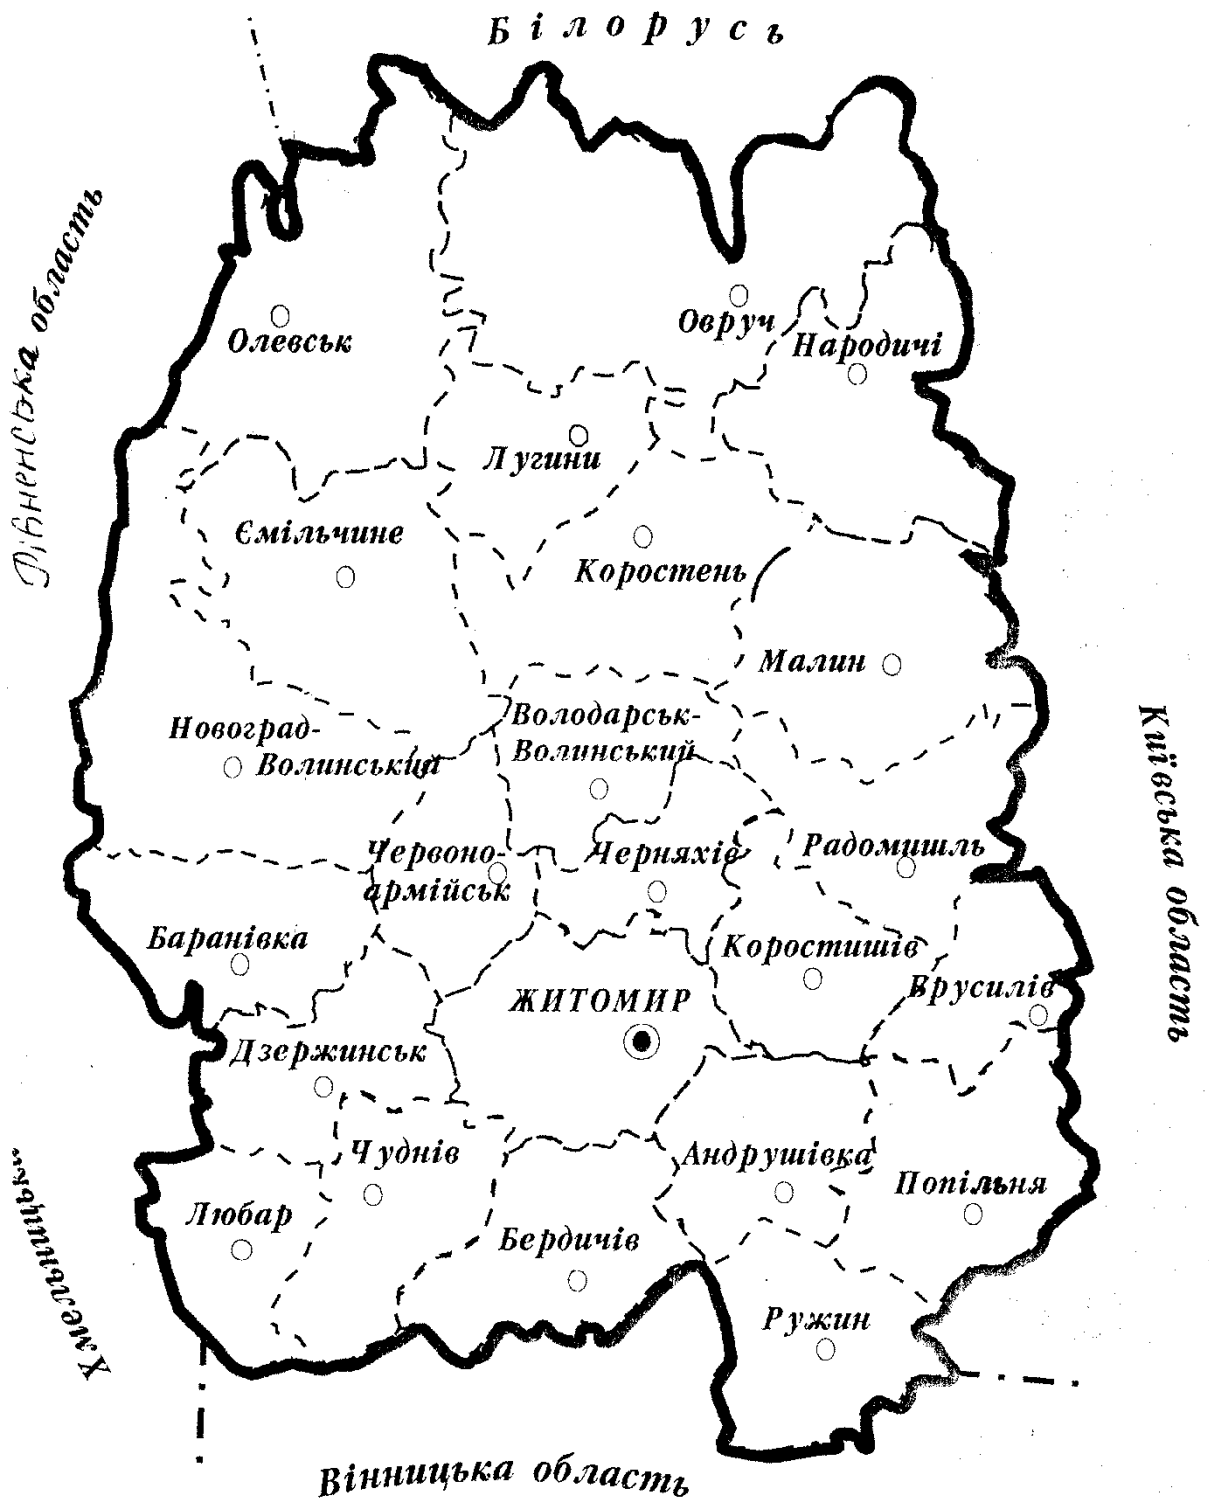 Білорусь
Рівненська область
Олевськ
Овруч
Народичі
Лугини
Ємільчине
Коростень
Малин
Новоград-
Волинський
Володарськ-
Волинський
Київська область
Червоно-
армійськ
Черняхів
Радомишль
Баранівка
Коростишів
Брусилів
ЖИТОМИР
Дзержинськ
Чуднів
Андрушівка
Попільня
Любар
Бердичів
Ружин
Вінницька область